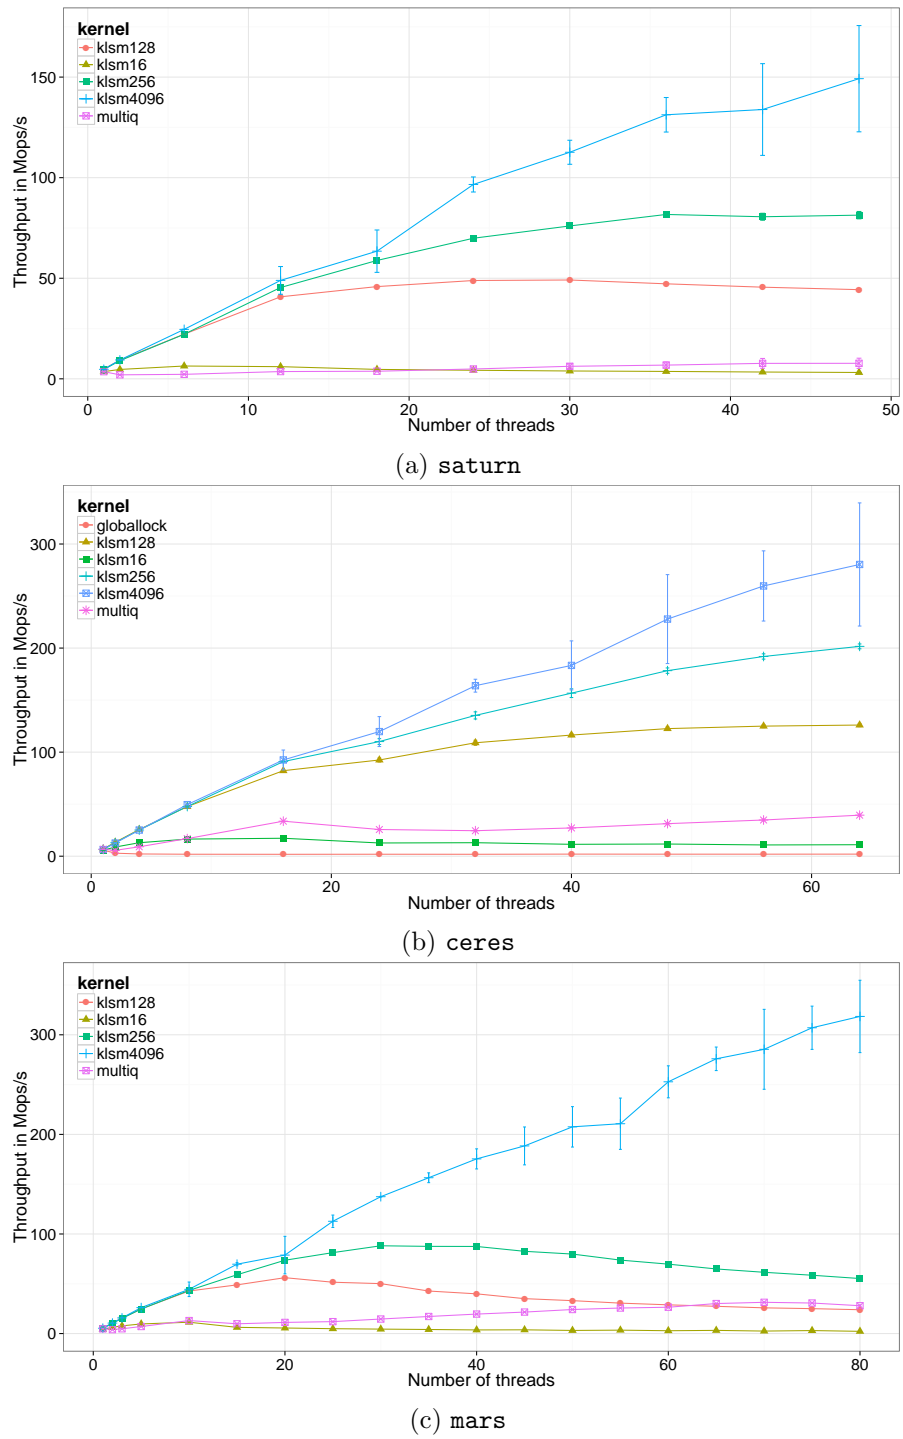 kernel
klsm128
klsm16
klsm256
klsm4096
multiq
Throughput in Mops/s
150
100
50
0
0 10 20 30 40 50
Number of threads
(a) saturn
kernel
globallock
klsm128
klsm16
klsm256
klsm4096
multiq
Throughput in Mops/s
300
200
100
0
0 20 40 60
Number of threads
(b) ceres
kernel
klsm128
klsm16
klsm256
klsm4096
multiq
Throughput in Mops/s
300
200
100
0
0 20 40 60 80
Number of threads
(c) mars